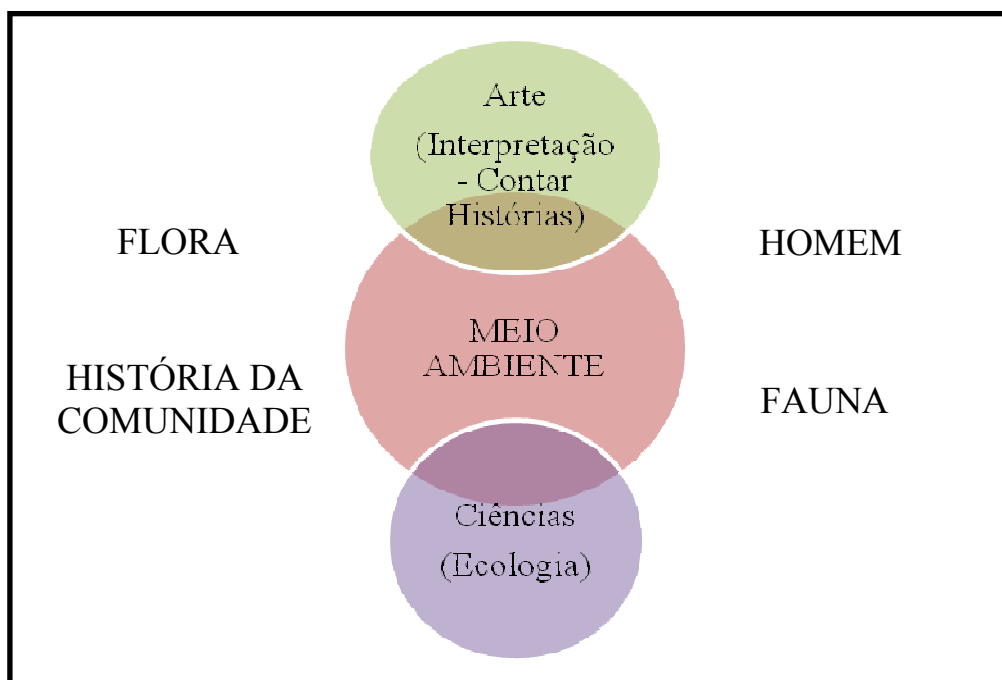 Arte
(Interpretação
- Contar
Histórias)
FLORA
HOMEM
MEIO
AMBIENTE
HISTÓRIA DA
COMUNIDADE
FAUNA
Ciências
(Ecologia)